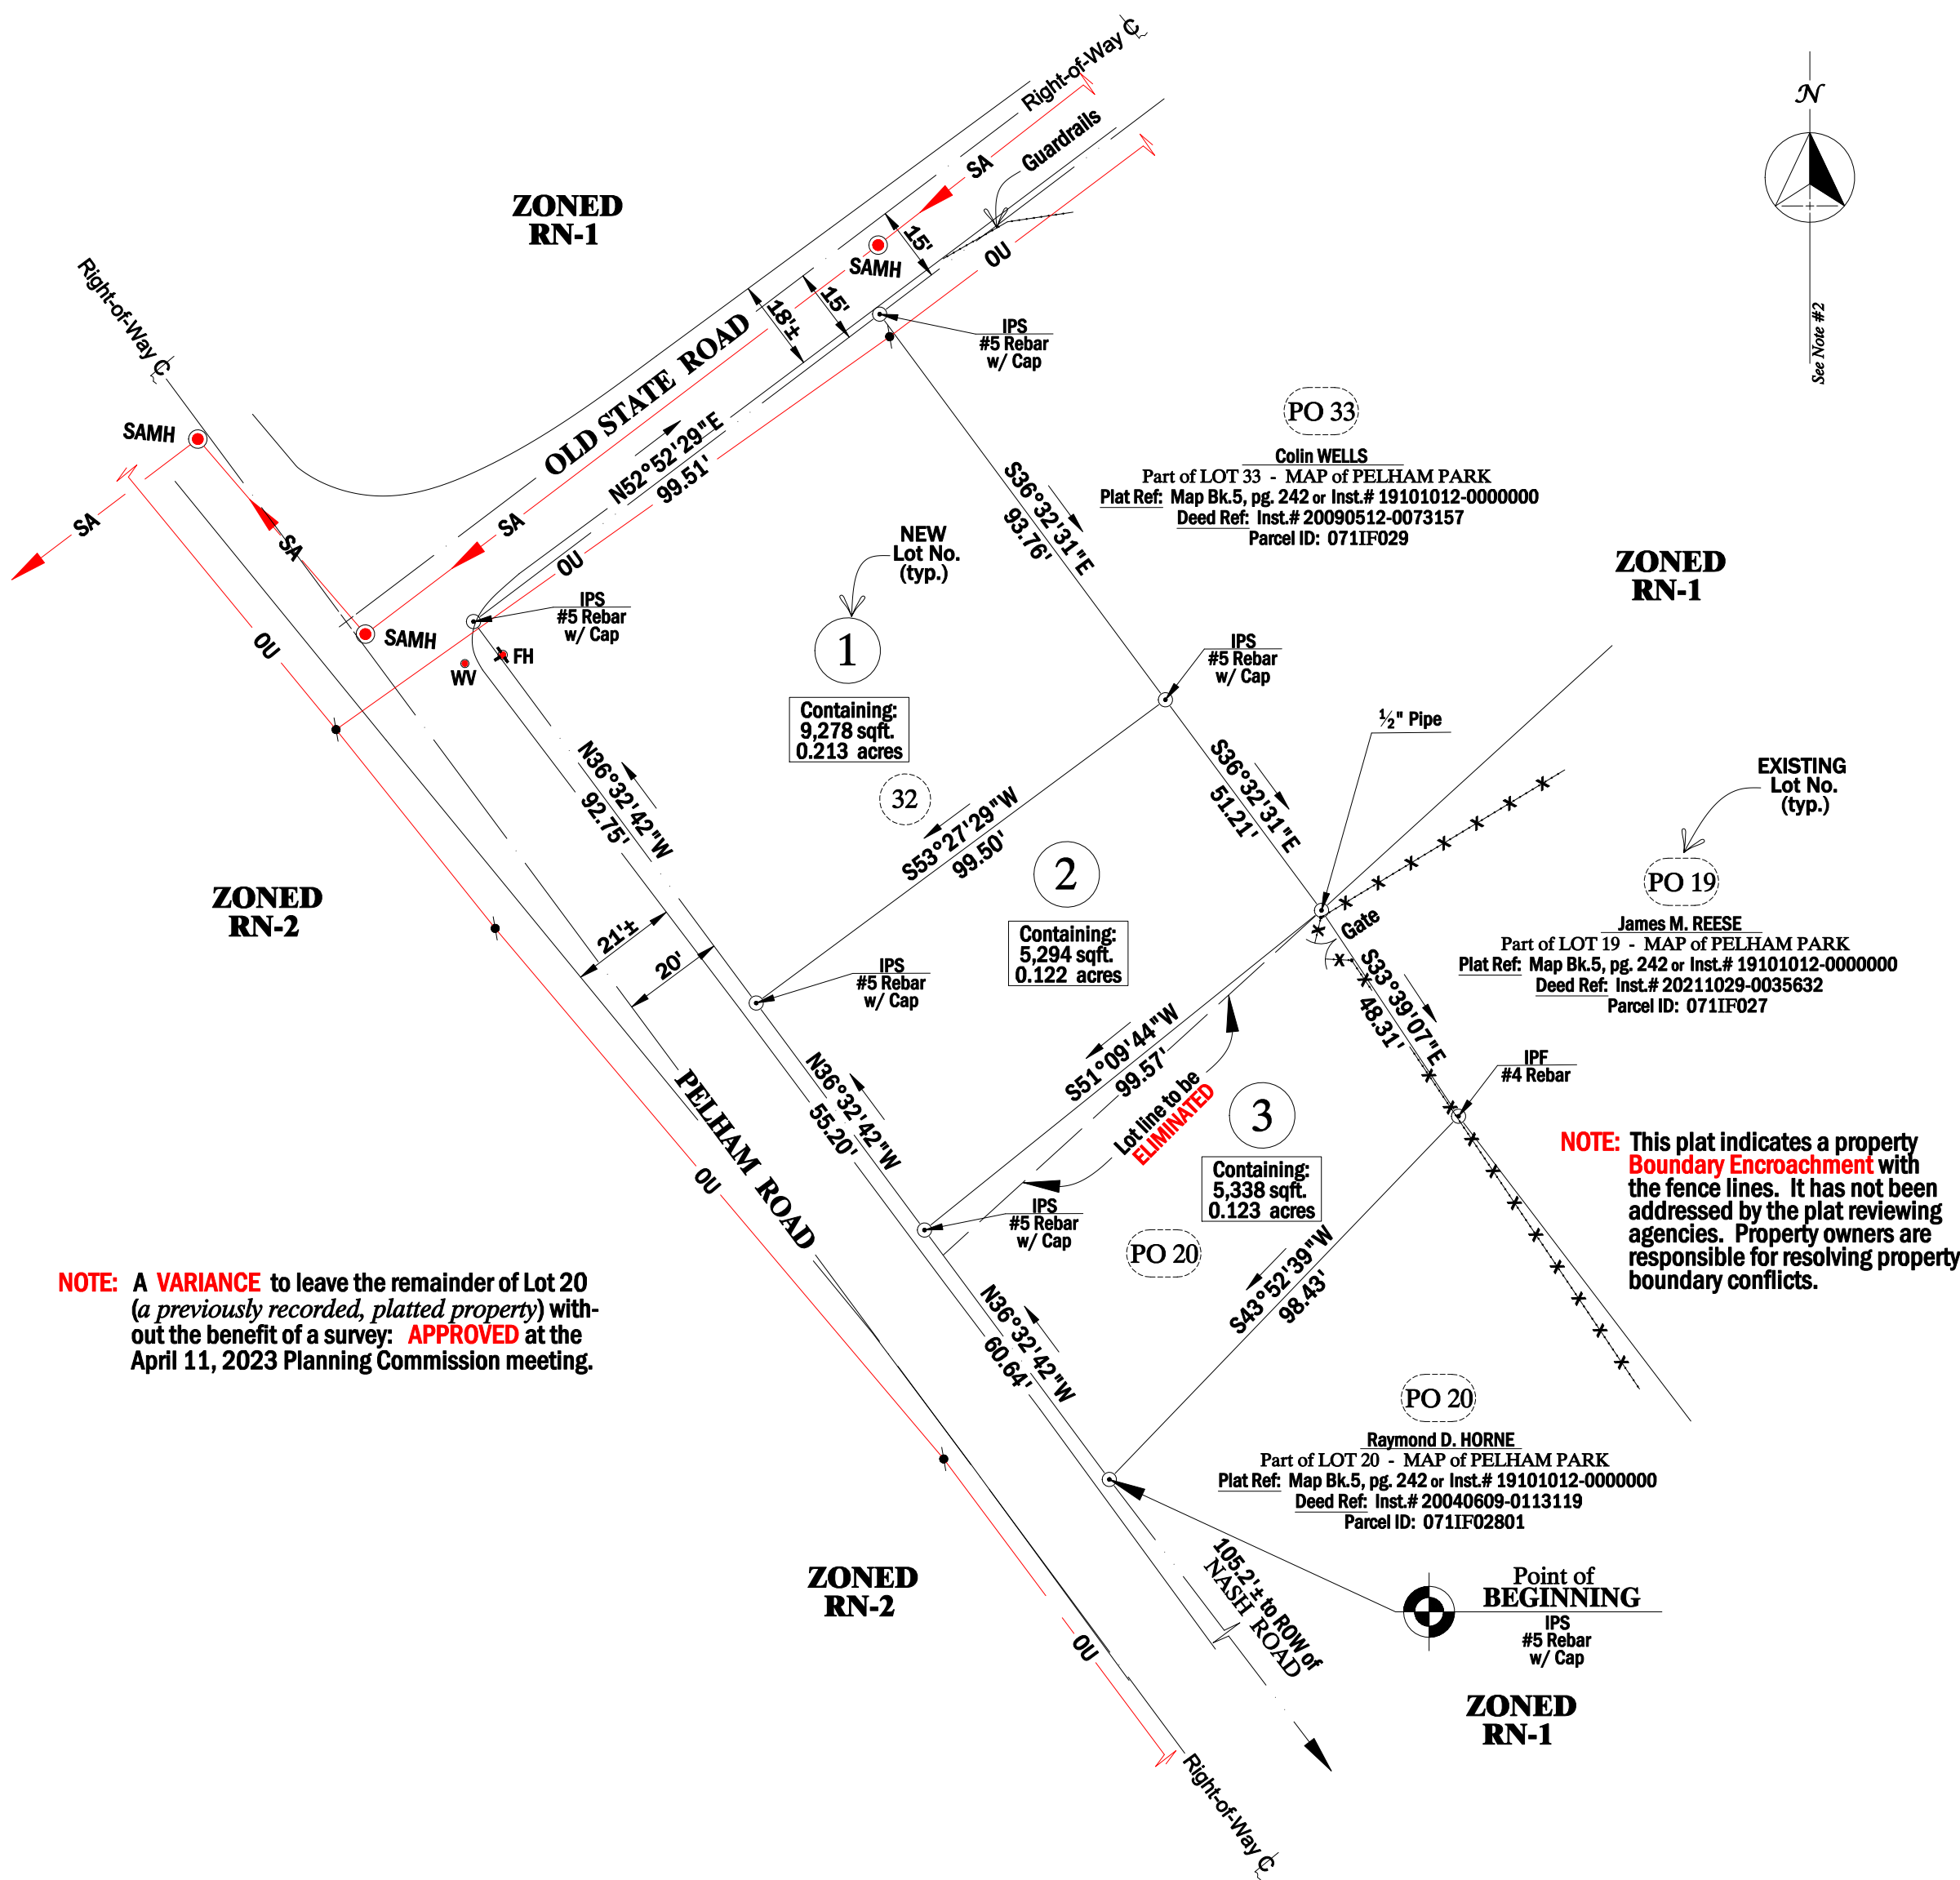 Right-of-Way ℄
N
See Note #2
ZONED
RN-1
SA
Guardrails
OU
15'
SAMH
15'
18'±
OLD STATE ROAD
IPS
#5 Rebar
w/ Cap
Right-of-Way ℄
SAMH
SA
SA
SA
OU
N52°52'29"E
99.51'
OU
S36°32'31"E
93.76'
PO 33
Colin WELLS
Part of LOT 33 - MAP of PELHAM PARK
Plat Ref: Map Bk.5, pg. 242 or Inst.# 19101012-0000000
Deed Ref: Inst.# 20090512-0073157
Parcel ID: 071IF029
ZONED
RN-1
NEW
Lot No.
(typ.)
IPS
#5 Rebar
w/ Cap
SAMH
FH
WV
1
Containing:
9,278 sqft.
0.213 acres
32
IPS
#5 Rebar
w/ Cap
½" Pipe
S36°32'31"E
51.21'
N36°32'42"W
92.75'
S53°27'29"W
99.50'
EXISTING
Lot No.
(typ.)
2
Containing:
5,294 sqft.
0.122 acres
PO 19
James M. REESE
Part of LOT 19 - MAP of PELHAM PARK
Plat Ref: Map Bk.5, pg. 242 or Inst.# 19101012-0000000
Deed Ref: Inst.# 20211029-0035632
Parcel ID: 071IF027
ZONED
RN-2
21'±
20'
IPS
#5 Rebar
w/ Cap
Gate
S33°39'07"E
48.31'
IPF
#4 Rebar
S51°09'44"W
99.57'
Lot line to be
ELIMINATED
N36°32'42"W
55.20'
PELHAM ROAD
OU
3
Containing:
5,338 sqft.
0.123 acres
IPS
#5 Rebar
w/ Cap
PO 20
NOTE: This plat indicates a property
Boundary Encroachment with
the fence lines. It has not been
addressed by the plat reviewing
agencies. Property owners are
responsible for resolving property
boundary conflicts.
NOTE: A VARIANCE to leave the remainder of Lot 20
(a previously recorded, platted property) with-
out the benefit of a survey: APPROVED at the
April 11, 2023 Planning Commission meeting.
S43°52'39"W
98.43'
N36°32'42"W
60.64'
PO 20
Raymond D. HORNE
Part of LOT 20 - MAP of PELHAM PARK
Plat Ref: Map Bk.5, pg. 242 or Inst.# 19101012-0000000
Deed Ref: Inst.# 20040609-0113119
Parcel ID: 071IF02801
105.2'± to ROW of
NASH ROAD
Point of
BEGINNING
IPS
#5 Rebar
w/ Cap
ZONED
RN-2
OU
ZONED
RN-1
Right-of-Way ℄